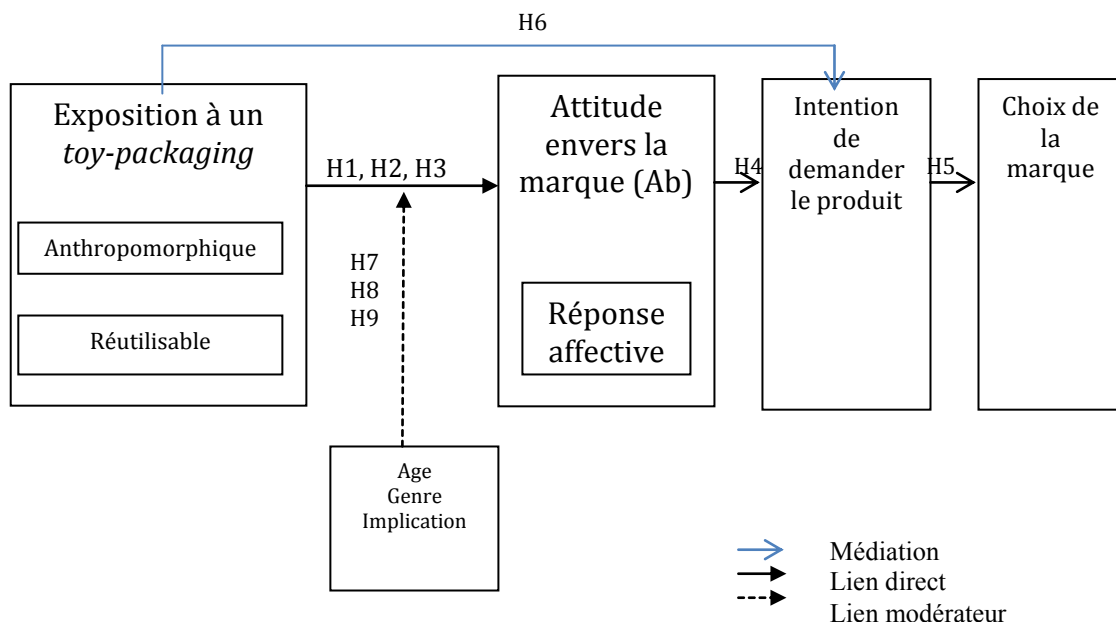 H6
Exposition à un
toy-packaging
Anthropomorphique
Réutilisable
H1, H2, H3
H7
H8
H9
Age
Genre
Implication
Attitude
envers la
marque (Ab)
Réponse
affective
H4
Intention
de
demander
le produit
H5
Choix de
la
marque
Médiation
Lien direct
Lien modérateur